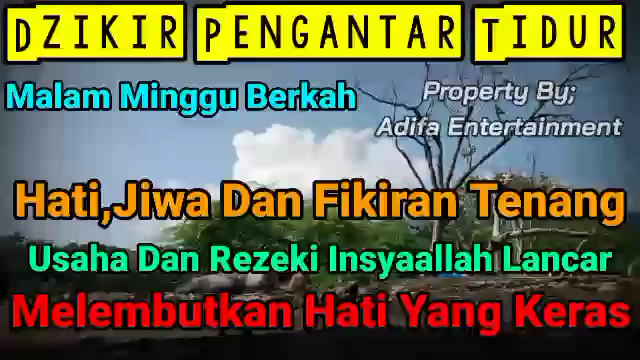 DZIKIR PENGANTAR TIDUR
Malam Minggu Berkah
Property By;
Adifa Entertainment
Hati,Jiwa Dan Fikiran Tenang
Usaha Dan Rezeki Insyaallah Lancar
Melembutkan Hati Yang Keras